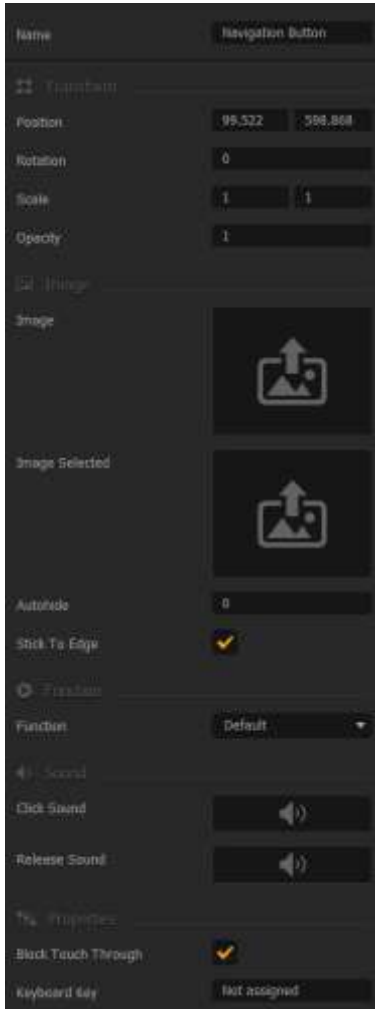 Name Navigation Button
Transform
Position 99.522 598.868
Rotation 0
Scale 1 1
Opacity 1
Image
Image
Image Selected
Autohide 0
Stick To Edge
Function
Function Default
Sound
Click Sound
Release Sound
Properties
Block Touch Through
Keyboard Key Not assigned